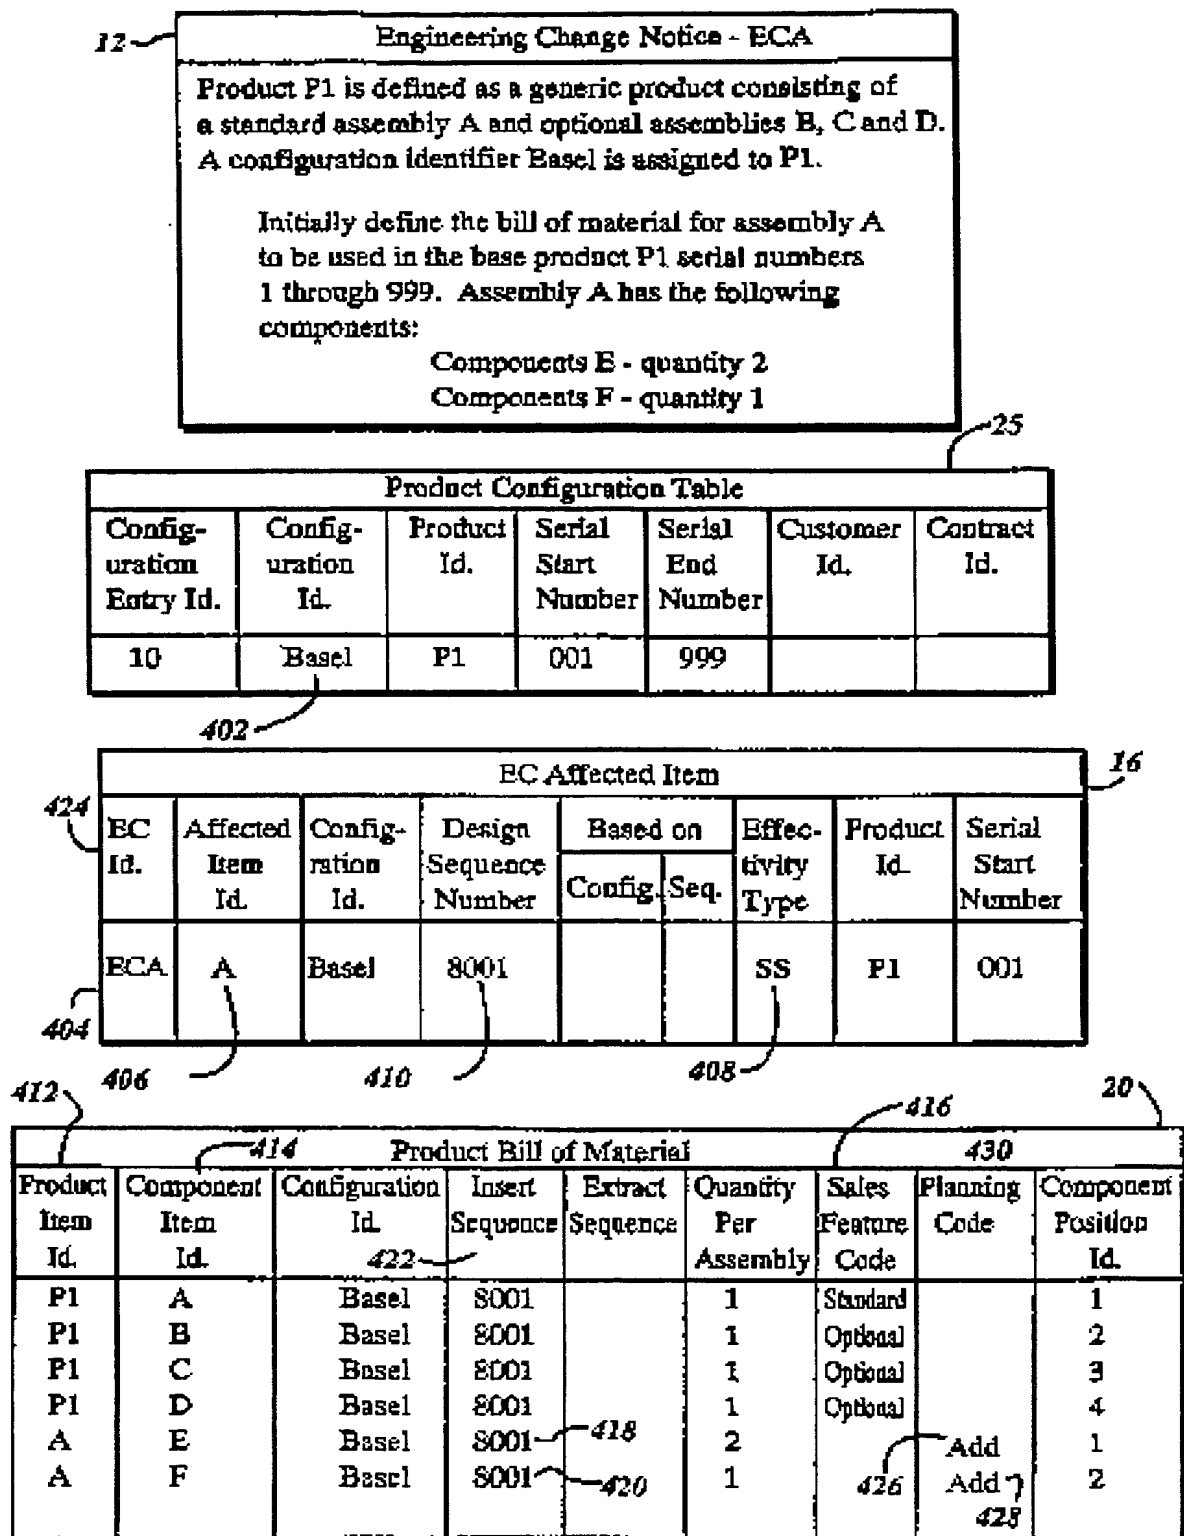 12 Engineering Change Notice - ECA
Product P1 is defined as a generic product consisting of
a standard assembly A and optional assemblies B, C and D.
A configuration identifier Basel is assigned to P1.
Initially define the bill of material for assembly A
to be used in the base product P1 serial numbers
1 through 999. Assembly A has the following
components:
Components E - quantity 2
Components F - quantity 1
25
Product Configuration Table
Config- Config- Product Serial Serial Customer Contract
uration uration Id. Start End Id. Id.
Entry Id. Id. Number Number
10 Basel P1 001 999
402
EC Affected Item 16
424
EC Affected Config- Design Based on Effec- Product Serial
Id. Item ration Sequence Config. Seq. tivity Id. Start
Id. Id. Number Type Number
ECA A Basel 8001 SS P1 001
404
406 410 408
412 414 416 20
Product Bill of Material 430
Product Component Configuration Insert Extract Quantity Sales Planning Component
Item Item Id. Sequence Sequence Per Feature Code Position
Id. Id. 422 Assembly Code Id.
P1 A Basel 8001 1 Standard 1
P1 B Basel 8001 1 Optional 2
P1 C Basel 8001 1 Optional 3
P1 D Basel 8001 1 Optional 4
A E Basel 8001 418 2 Add 1
A F Basel 8001 420 1 426 Add 2
428